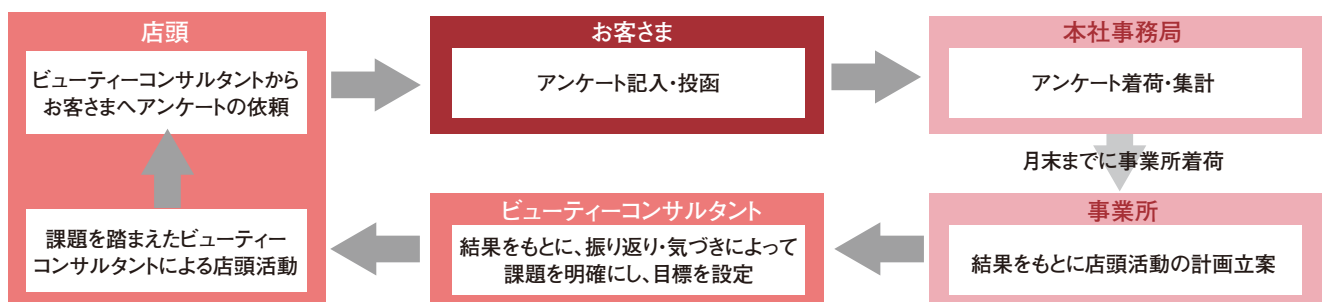 店頭
ビューティーコンサルタントから
お客さまへアンケートの依頼
お客さま
アンケート記入・投函
本社事務局
アンケート着荷・集計
月末までに事業所着荷
事業所
結果をもとに店頭活動の計画立案
ビューティーコンサルタント
結果をもとに、振り返り・気づきによって
課題を明確にし、目標を設定
課題を踏まえたビューティー
コンサルタントによる店頭活動